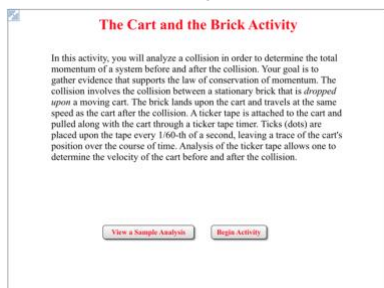 The Cart and the Brick Activity
In this activity, you will analyze a collision in order to determine the total
momentum of a system before and after the collision. Your goal is to
gather evidence that supports the law of conservation of momentum. The
collision involves the collision between a stationary brick that is dropped
upon a moving cart. The brick lands upon the cart and travels at the same
speed as the cart after the collision. A ticker tape is attached to the cart and
pulled along with the cart through a ticker tape timer. Ticks (dots) are
placed upon the tape every 1/60-th of a second, leaving a trace of the cart's
position over the course of time. Analysis of the ticker tape allows one to
determine the velocity of the cart before and after the collision.
View a Sample Analysis
Begin Activity